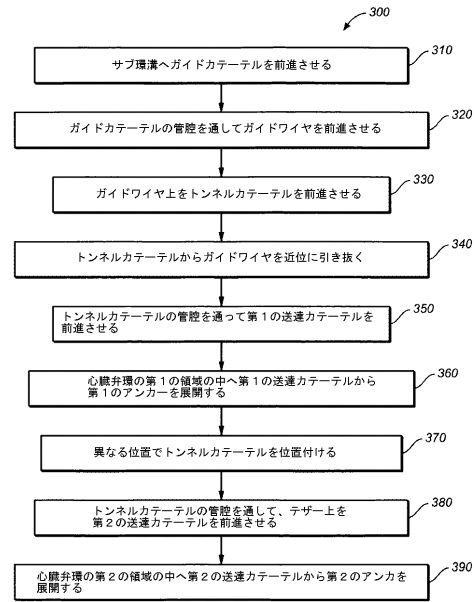 300
サブ環溝へガイドカテーテルを前進させる
310
ガイドカテーテルの管腔を通してガイドワイヤを前進させる
320
ガイドワイヤ上をトンネルカテーテルを前進させる
330
トンネルカテーテルからガイドワイヤを近位に引き抜く
340
トンネルカテーテルの管腔を通って第1の送達カテーテルを
前進させる
350
心臓弁環の第1の領域の中へ第1の送達カテーテルから
第1のアンカーを展開する
360
異なる位置でトンネルカテーテルを位置付ける
370
トンネルカテーテルの管腔を通して、テザー上を
第2の送達カテーテルを前進させる
380
心臓弁環の第2の領域の中へ第2の送達カテーテルから第2のアンカを
展開する
390